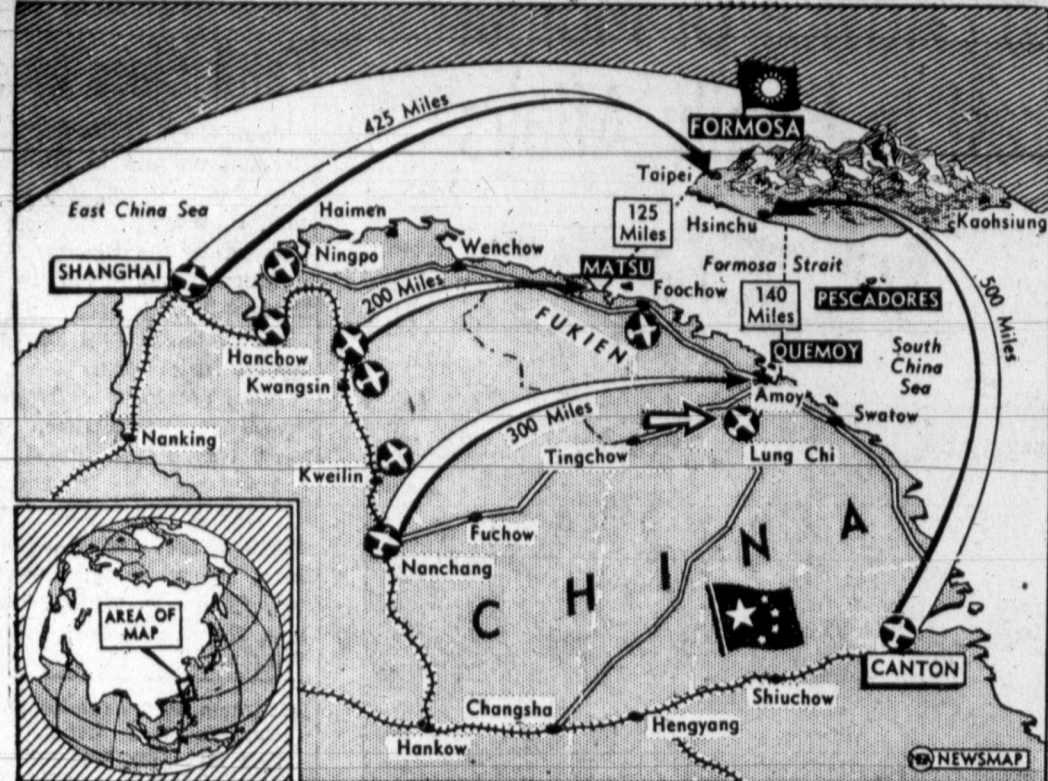 425 Miles
FORMOSA
Taipei
East China Sea
Haimen
125
Miles
Hsinchu
Kaohsiung
Ningpo
Wenchow
SHANGHAI
MATSU
Formosa Strait
200 Miles
Foochow
140
Miles
PESCADORES
500 Miles
FUKIEN
Hanchow
QUEMOY
South
China
Sea
Kwangsin
Amoy
300 Miles
Swatow
Nanking
Tingchow
Lung Chi
Kweilin
Fuchow
Nanchang
CHINA
AREA OF
MAP
CANTON
Shiuchow
Changsha
Hengyang
Hankow
NEA NEWSMAP